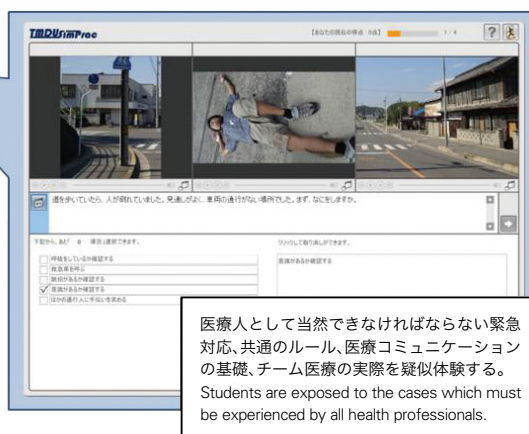 TMDUSimPrac
【あなたの現在の得点 0点】
1 / 4
?
道を歩いていたら、人が倒れていました。見通しがよく、車両の通行がない場所でした。まず、なにをしますか。
下記から、あと 0 項目選択できます。
クリックして取り消しができます。
呼吸をしているか確認する
救急車を呼ぶ
脈拍があるか確認する
意識があるか確認する
ほかの通行人に手伝いを求める
意識があるか確認する
医療人として当然できなければならない緊急
対応、共通のルール、医療コミュニケーション
の基礎、チーム医療の実際を疑似体験する。
Students are exposed to the cases which must
be experienced by all health professionals.